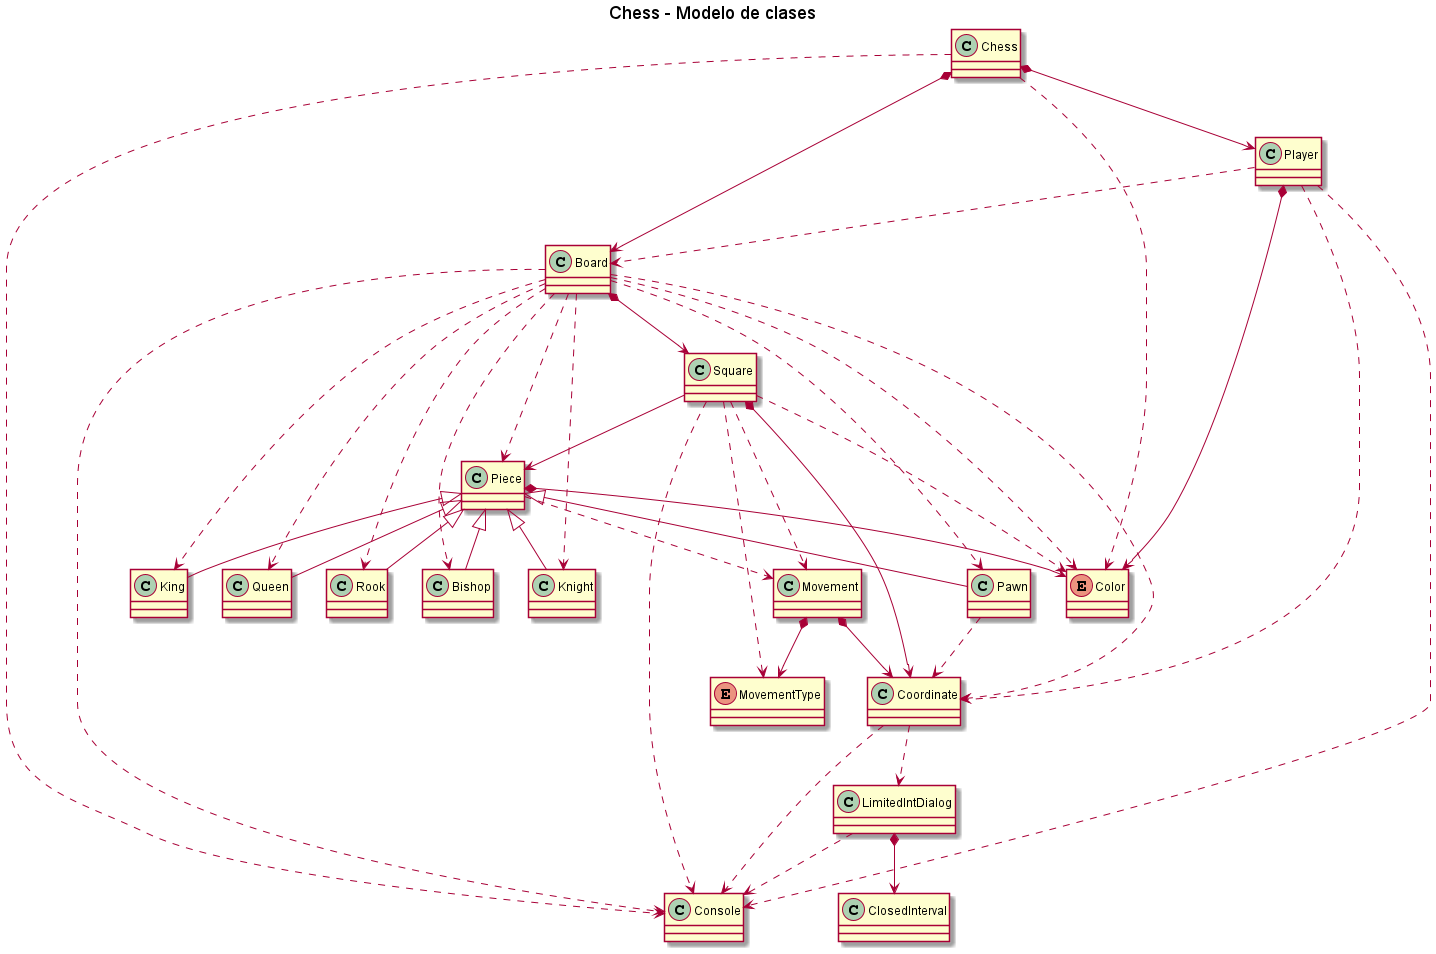 Chess - Modelo de clases
C Chess
C Player
C Board
C Square
C Piece
C King
C Queen
C Rook
C Bishop
C Knight
C Movement
C Pawn
E Color
E MovementType
C Coordinate
C LimitedIntDialog
C Console
C ClosedInterval